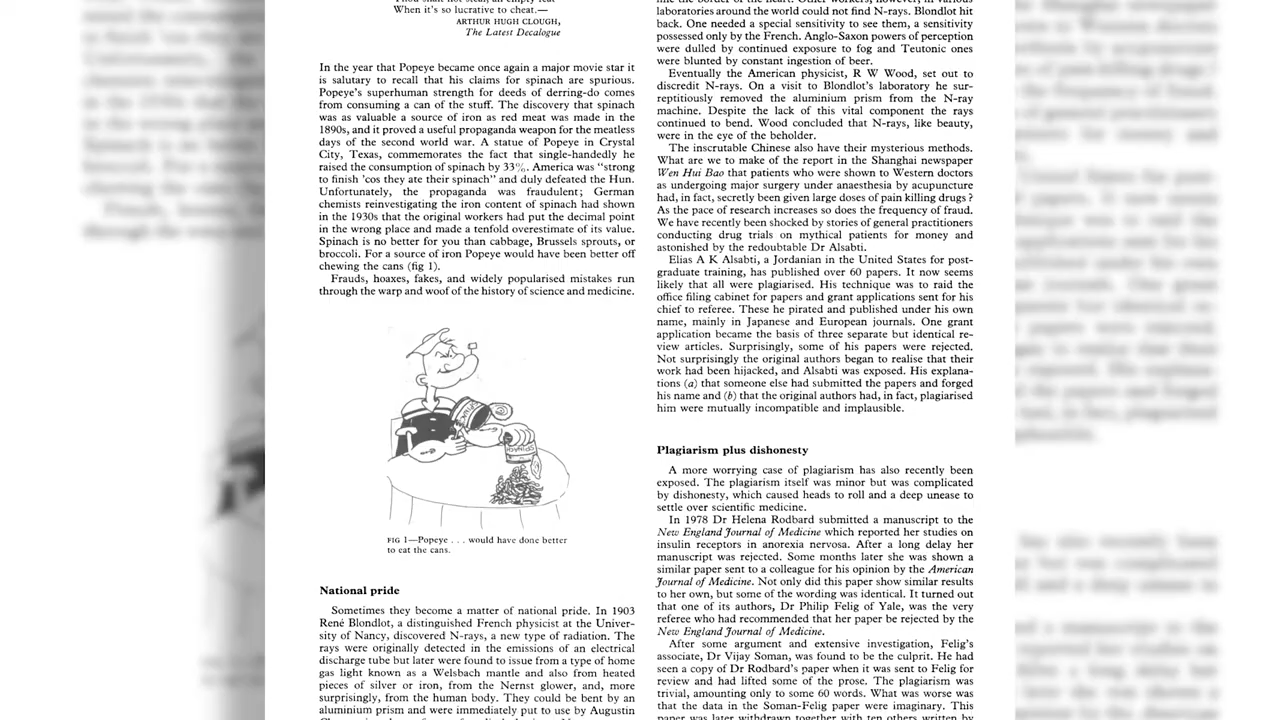 When it's so lucrative to cheat.—
ARTHUR HUGH CLOUGH,
The Latest Decalogue
In the year that Popeye became once again a major movie star it
is salutary to recall that his claims for spinach are spurious.
Popeye's superhuman strength for deeds of derring-do comes
from consuming a can of the stuff. The discovery that spinach
was as valuable a source of iron as red meat was made in the
1890s, and it proved a useful propaganda weapon for the meatless
days of the second world war. A statue of Popeye in Crystal
City, Texas, commemorates the fact that single-handedly he
raised the consumption of spinach by 33%. America was "strong
to finish 'cos they ate their spinach" and duly defeated the Hun.
Unfortunately, the propaganda was fraudulent; German
chemists reinvestigating the iron content of spinach had shown
in the 1930s that the original workers had put the decimal point
in the wrong place and made a tenfold overestimate of its value.
Spinach is no better for you than cabbage, Brussels sprouts, or
broccoli. For a source of iron Popeye would have been better off
chewing the cans (fig 1).
Frauds, hoaxes, fakes, and widely popularised mistakes run
through the warp and woof of the history of science and medicine.
SPINACH
FIG 1—Popeye . . . would have done better
to eat the cans.
National pride
Sometimes they become a matter of national pride. In 1903
René Blondlot, a distinguished French physicist at the Univer-
sity of Nancy, discovered N-rays, a new type of radiation. The
rays were originally detected in the emissions of an electrical
discharge tube but later were found to issue from a type of home
gas light known as a Welsbach mantle and also from heated
pieces of silver or iron, from the Nernst glower, and, more
surprisingly, from the human body. They could be bent by an
aluminium prism and were immediately put to use by Augustin
laboratories around the world could not find N-rays. Blondlot hit
back. One needed a special sensitivity to see them, a sensitivity
possessed only by the French. Anglo-Saxon powers of perception
were dulled by continued exposure to fog and Teutonic ones
were blunted by constant ingestion of beer.
Eventually the American physicist, R W Wood, set out to
discredit N-rays. On a visit to Blondlot's laboratory he sur-
reptitiously removed the aluminium prism from the N-ray
machine. Despite the lack of this vital component the rays
continued to bend. Wood concluded that N-rays, like beauty,
were in the eye of the beholder.
The inscrutable Chinese also have their mysterious methods.
What are we to make of the report in the Shanghai newspaper
Wen Hui Bao that patients who were shown to Western doctors
as undergoing major surgery under anaesthesia by acupuncture
had, in fact, secretly been given large doses of pain killing drugs?
As the pace of research increases so does the frequency of fraud.
We have recently been shocked by stories of general practitioners
conducting drug trials on mythical patients for money and
astonished by the redoubtable Dr Alsabti.
Elias A K Alsabti, a Jordanian in the United States for post-
graduate training, has published over 60 papers. It now seems
likely that all were plagiarised. His technique was to raid the
office filing cabinet for papers and grant applications sent for his
chief to referee. These he pirated and published under his own
name, mainly in Japanese and European journals. One grant
application became the basis of three separate but identical re-
view articles. Surprisingly, some of his papers were rejected.
Not surprisingly the original authors began to realise that their
work had been hijacked, and Alsabti was exposed. His explana-
tions (a) that someone else had submitted the papers and forged
his name and (b) that the original authors had, in fact, plagiarised
him were mutually incompatible and implausible.
Plagiarism plus dishonesty
A more worrying case of plagiarism has also recently been
exposed. The plagiarism itself was minor but was complicated
by dishonesty, which caused heads to roll and a deep unease to
settle over scientific medicine.
In 1978 Dr Helena Rodbard submitted a manuscript to the
New England Journal of Medicine which reported her studies on
insulin receptors in anorexia nervosa. After a long delay her
manuscript was rejected. Some months later she was shown a
similar paper sent to a colleague for his opinion by the American
Journal of Medicine. Not only did this paper show similar results
to her own, but some of the wording was identical. It turned out
that one of its authors, Dr Philip Felig of Yale, was the very
referee who had recommended that her paper be rejected by the
New England Journal of Medicine.
After some argument and extensive investigation, Felig's
associate, Dr Vijay Soman, was found to be the culprit. He had
seen a copy of Dr Rodbard's paper when it was sent to Felig for
review and had lifted some of the prose. The plagiarism was
trivial, amounting only to some 60 words. What was worse was
that the data in the Soman-Felig paper were imaginary. This
paper was later withdrawn together with ten others written by